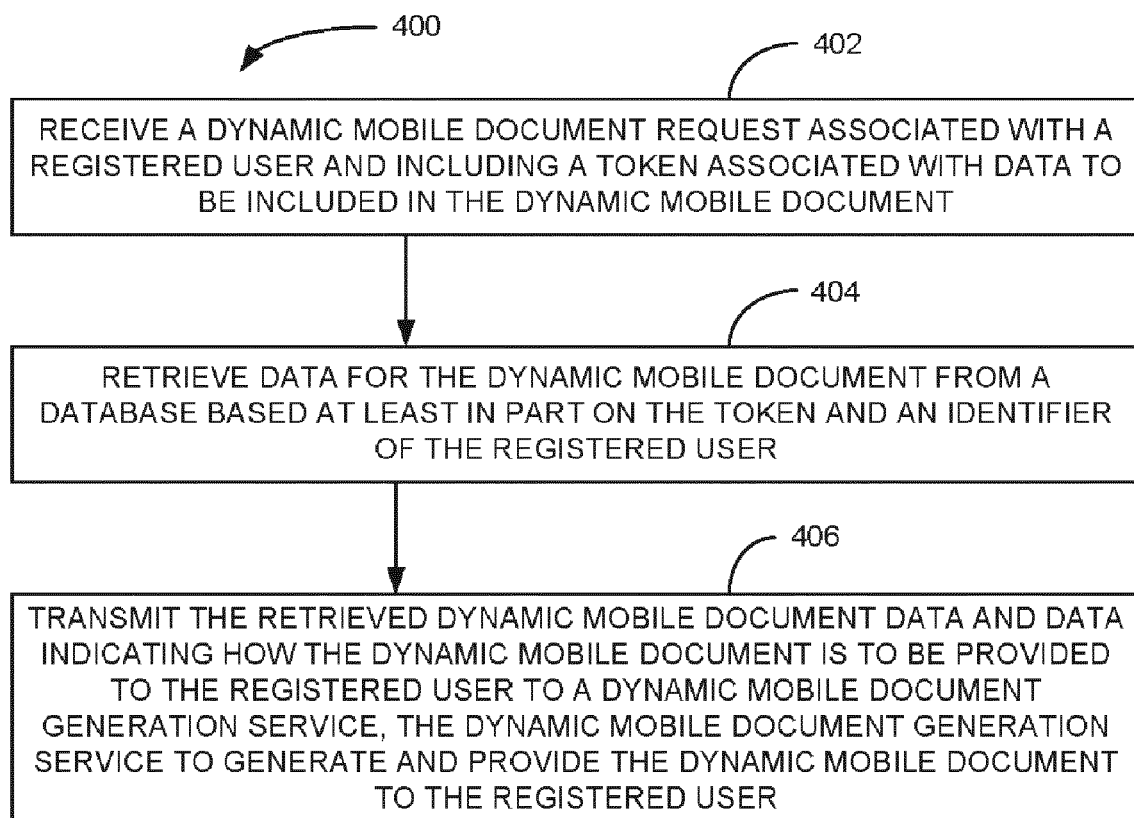 400
402
RECEIVE A DYNAMIC MOBILE DOCUMENT REQUEST ASSOCIATED WITH A
REGISTERED USER AND INCLUDING A TOKEN ASSOCIATED WITH DATA TO
BE INCLUDED IN THE DYNAMIC MOBILE DOCUMENT
404
RETRIEVE DATA FOR THE DYNAMIC MOBILE DOCUMENT FROM A
DATABASE BASED AT LEAST IN PART ON THE TOKEN AND AN IDENTIFIER
OF THE REGISTERED USER
406
TRANSMIT THE RETRIEVED DYNAMIC MOBILE DOCUMENT DATA AND DATA
INDICATING HOW THE DYNAMIC MOBILE DOCUMENT IS TO BE PROVIDED
TO THE REGISTERED USER TO A DYNAMIC MOBILE DOCUMENT
GENERATION SERVICE, THE DYNAMIC MOBILE DOCUMENT GENERATION
SERVICE TO GENERATE AND PROVIDE THE DYNAMIC MOBILE DOCUMENT
TO THE REGISTERED USER